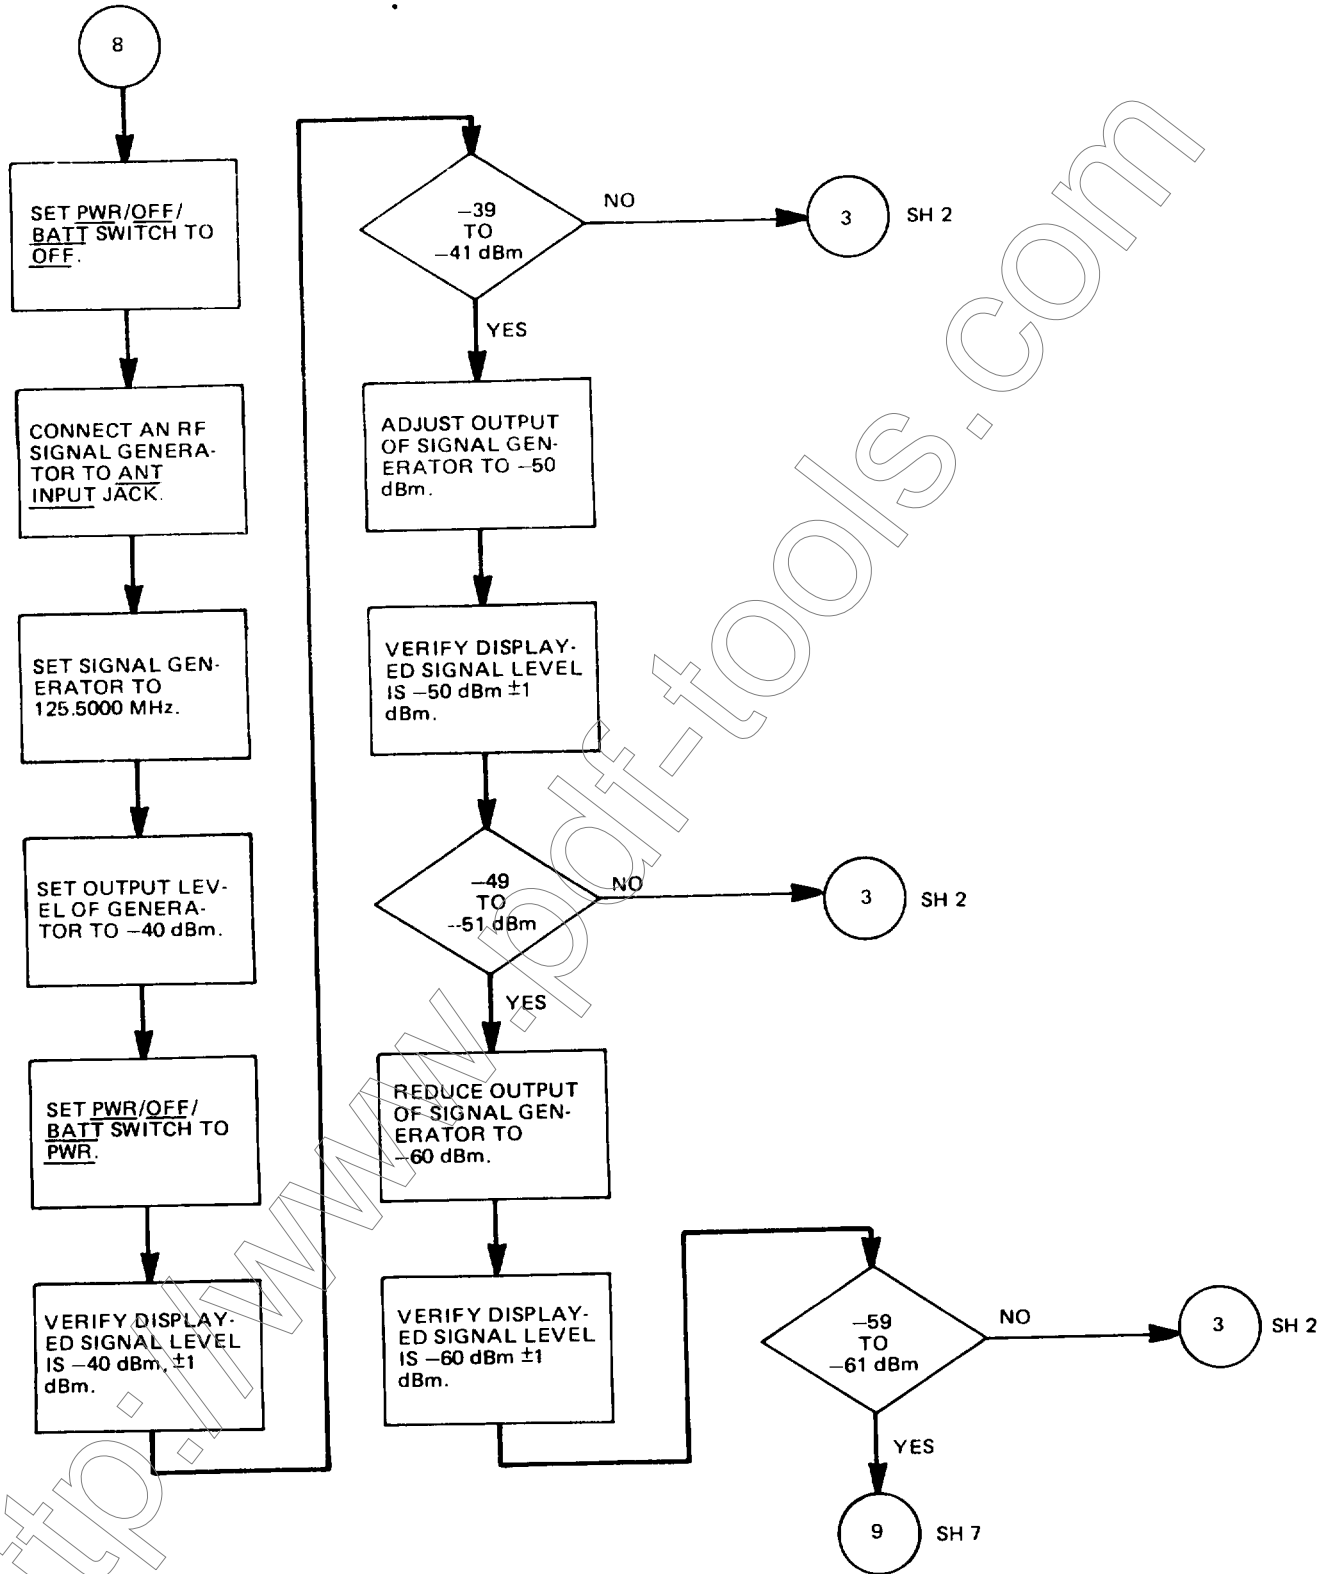 8
SET PWR/OFF/
BATT SWITCH TO
OFF.
CONNECT AN RF
SIGNAL GENERA-
TOR TO ANT
INPUT JACK.
SET SIGNAL GEN-
ERATOR TO
125.5000 MHz.
SET OUTPUT LEV-
EL OF GENERA-
TOR TO –40 dBm.
SET PWR/OFF/
BATT SWITCH TO
PWR.
VERIFY DISPLAY-
ED SIGNAL LEVEL
IS –40 dBm, ±1
dBm.
–39
TO
–41 dBm
NO
3
SH 2
YES
ADJUST OUTPUT
OF SIGNAL GEN-
ERATOR TO –50
dBm.
VERIFY DISPLAY-
ED SIGNAL LEVEL
IS –50 dBm ±1
dBm.
–49
TO
--51 dBm
NO
3
SH 2
YES
REDUCE OUTPUT
OF SIGNAL GEN-
ERATOR TO
–60 dBm.
VERIFY DISPLAY-
ED SIGNAL LEVEL
IS –60 dBm ±1
dBm.
–59
TO
–61 dBm
NO
3
SH 2
YES
9
SH 7
ttp://www.pdf-tools.com